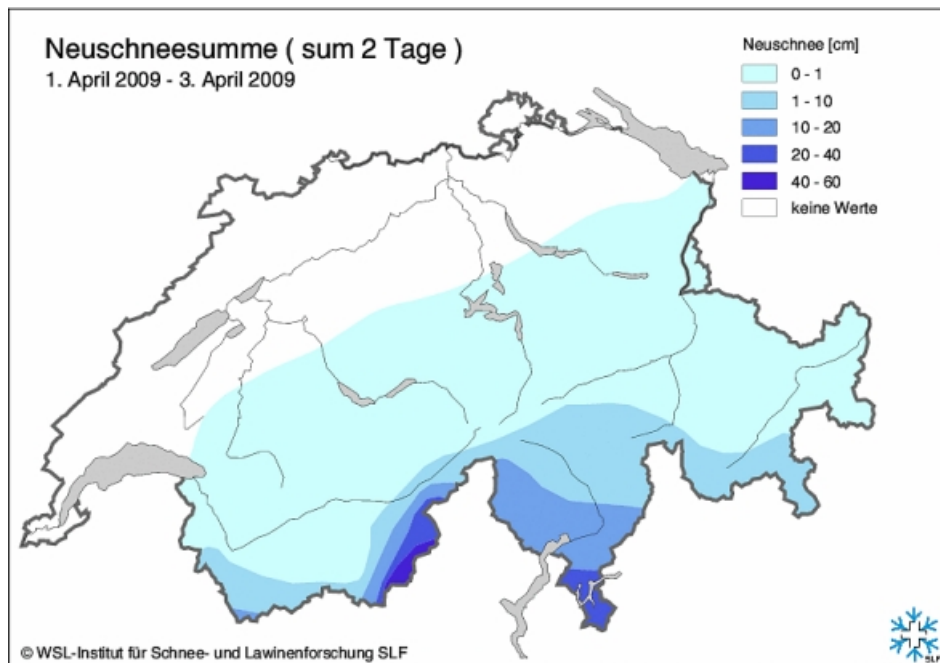 Neuschneesumme ( sum 2 Tage )
1. April 2009 - 3. April 2009
Neuschnee [cm]
0 - 1
1 - 10
10 - 20
20 - 40
40 - 60
keine Werte
© WSL-Institut für Schnee- und Lawinenforschung SLF
SLF